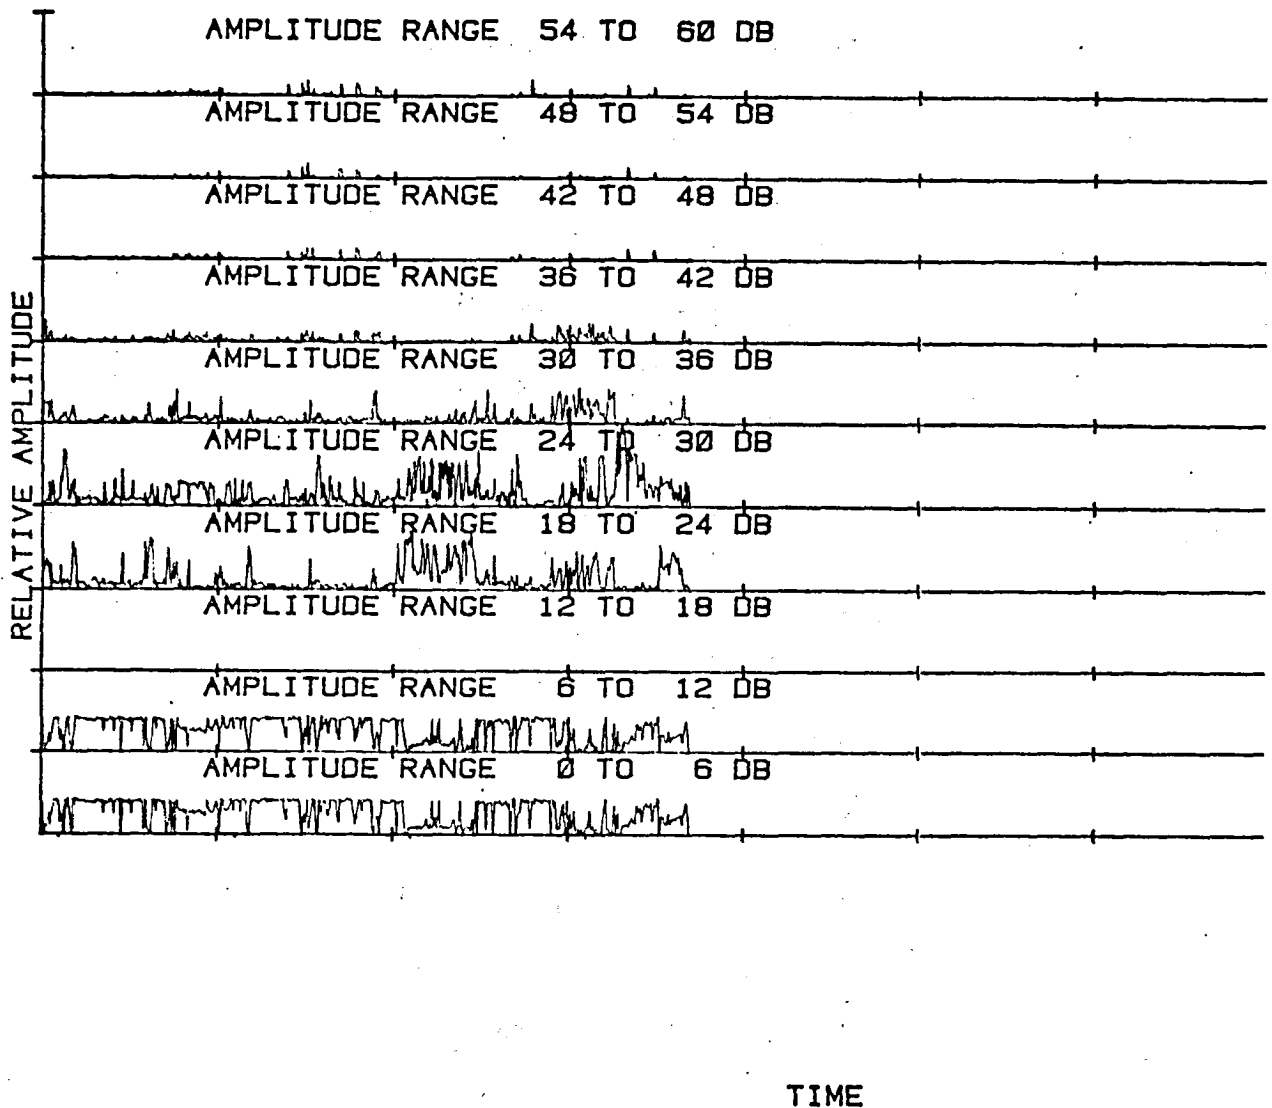 AMPLITUDE RANGE 54 TO 60 DB
AMPLITUDE RANGE 48 TO 54 DB
AMPLITUDE RANGE 42 TO 48 DB
AMPLITUDE RANGE 36 TO 42 DB
AMPLITUDE RANGE 30 TO 36 DB
AMPLITUDE RANGE 24 TO 30 DB
AMPLITUDE RANGE 18 TO 24 DB
AMPLITUDE RANGE 12 TO 18 DB
AMPLITUDE RANGE 6 TO 12 DB
AMPLITUDE RANGE 0 TO 6 DB
RELATIVE AMPLITUDE
TIME